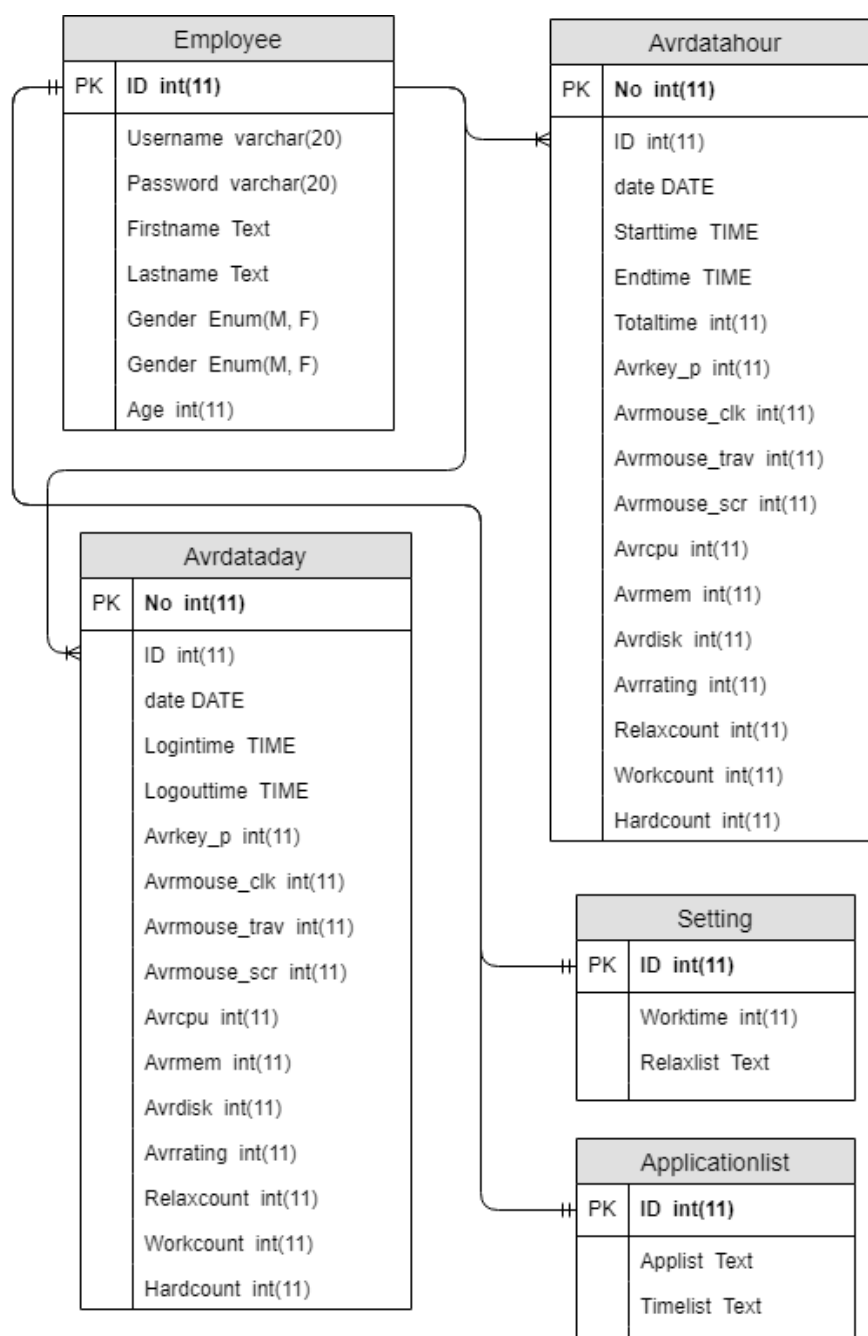 Employee
PK ID int(11)
Username varchar(20)
Password varchar(20)
Firstname Text
Lastname Text
Gender Enum(M, F)
Gender Enum(M, F)
Age int(11)
Avrdatahour
PK No int(11)
ID int(11)
date DATE
Starttime TIME
Endtime TIME
Totaltime int(11)
Avrkey_p int(11)
Avrmouse_clk int(11)
Avrmouse_trav int(11)
Avrmouse_scr int(11)
Avrcpu int(11)
Avrmem int(11)
Avrdisk int(11)
Avrrating int(11)
Relaxcount int(11)
Workcount int(11)
Hardcount int(11)
Avrdataday
PK No int(11)
ID int(11)
date DATE
Logintime TIME
Logouttime TIME
Avrkey_p int(11)
Avrmouse_clk int(11)
Avrmouse_trav int(11)
Avrmouse_scr int(11)
Avrcpu int(11)
Avrmem int(11)
Avrdisk int(11)
Avrrating int(11)
Relaxcount int(11)
Workcount int(11)
Hardcount int(11)
Setting
PK ID int(11)
Worktime int(11)
Relaxlist Text
Applicationlist
PK ID int(11)
Applist Text
Timelist Text